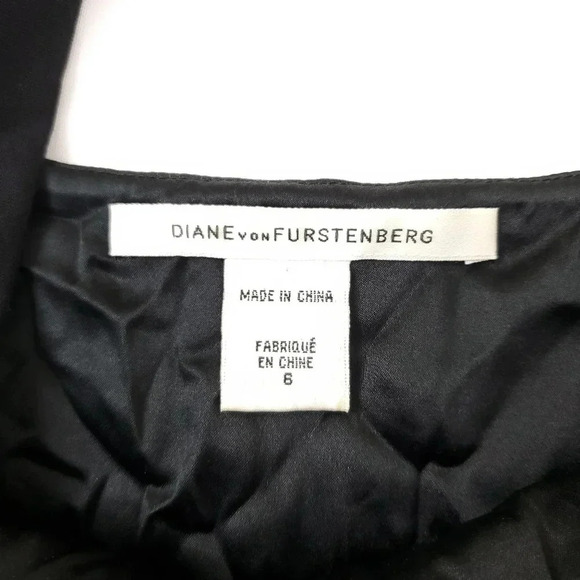 DIANE VON FURSTENBERG
MADE IN CHINA
FABRIQUÉ
EN CHINE
6